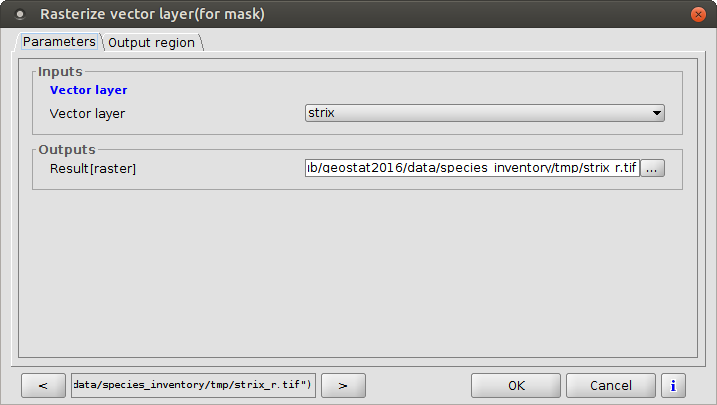 Rasterize vector layer(for mask)
Parameters Output region
Inputs
Vector layer
Vector layer strix
Outputs
Result[raster] ub/geostat2016/data/species_inventory/tmp/strix_r.tif ...
< data/species_inventory/tmp/strix_r.tif") > OK Cancel i